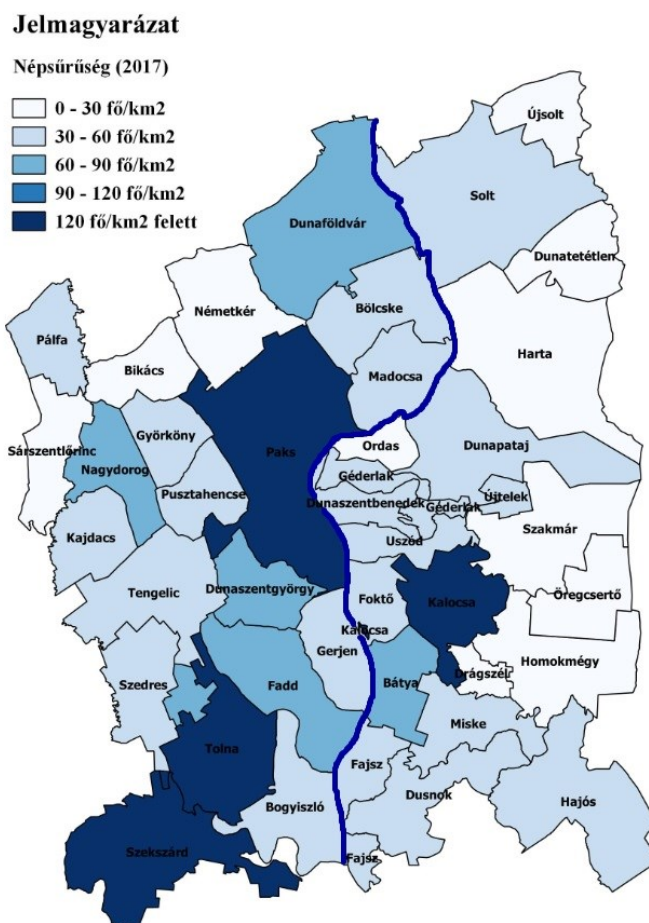 Jelmagyarázat
Népsűrűség (2017)
0 - 30 fő/km2
30 - 60 fő/km2
60 - 90 fő/km2
90 - 120 fő/km2
120 fő/km2 felett
Újsolt
Solt
Dunaföldvár
Dunatetétlen
Németkér
Bölcske
Pálfa
Harta
Bikács
Madocsa
Györköny
Ordas
Dunapataj
Sárszentlőrinc
Paks
Nagydorog
Géderlak
Pusztahencse
Dunaszentbenedek
Újtelek
Géderlak
Szakmár
Kajdacs
Uszód
Tengelic
Dunaszentgyörgy
Foktő
Kalocsa
Öregcsertő
Kalocsa
Gerjen
Homokmégy
Drágszél
Szedres
Fadd
Bátya
Miske
Tolna
Fajsz
Bogyiszló
Dusnok
Hajós
Szekszárd
Fajsz